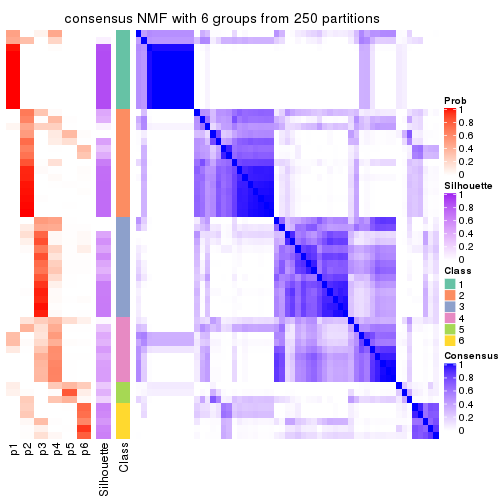 consensus NMF with 6 groups from 250 partitions
Prob
1
0.8
0.6
0.4
0.2
0
Silhouette
1
0.8
0.6
0.4
0.2
0
Class
1
2
3
4
5
6
Consensus
1
0.8
0.6
0.4
0.2
0
p1
p2
p3
p4
p5
p6
Silhouette
Class